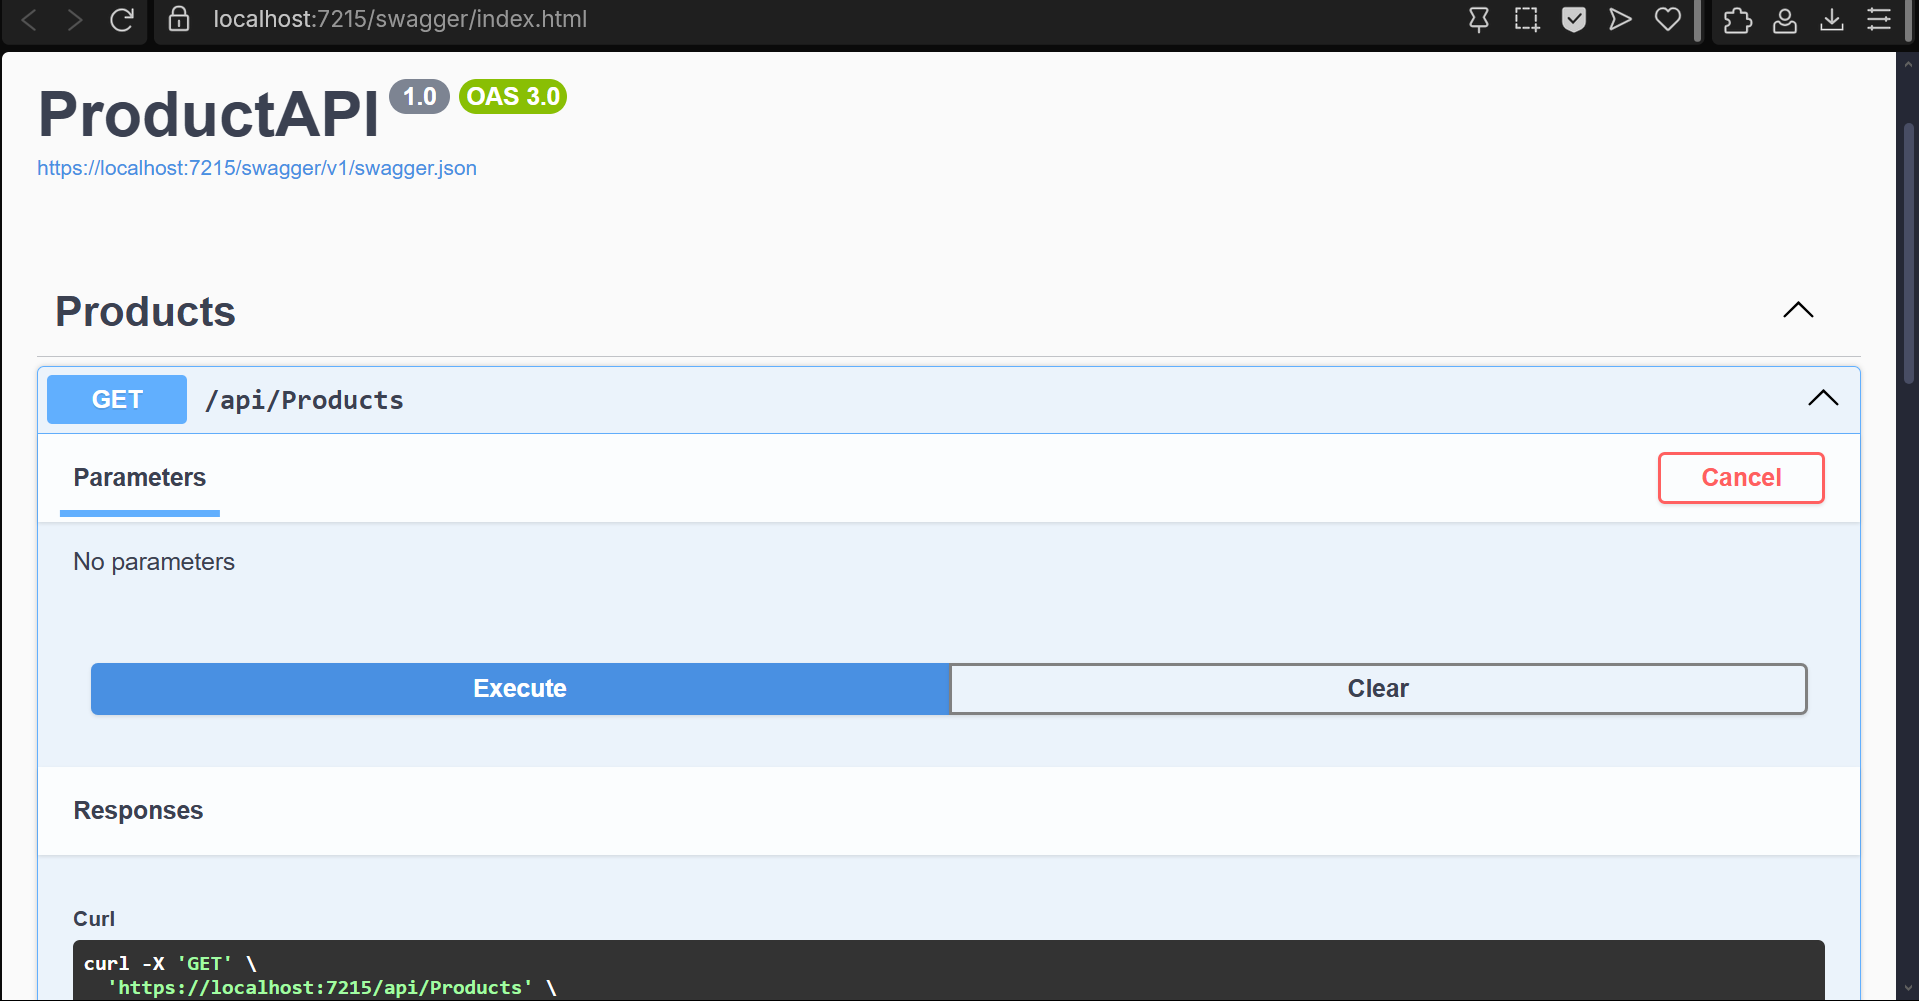 localhost:7215/swagger/index.html
ProductAPI 1.0 OAS 3.0
https://localhost:7215/swagger/v1/swagger.json
Products
GET /api/Products
Parameters Cancel
No parameters
Execute Clear
Responses
Curl
curl -X 'GET' \
'https://localhost:7215/api/Products' \